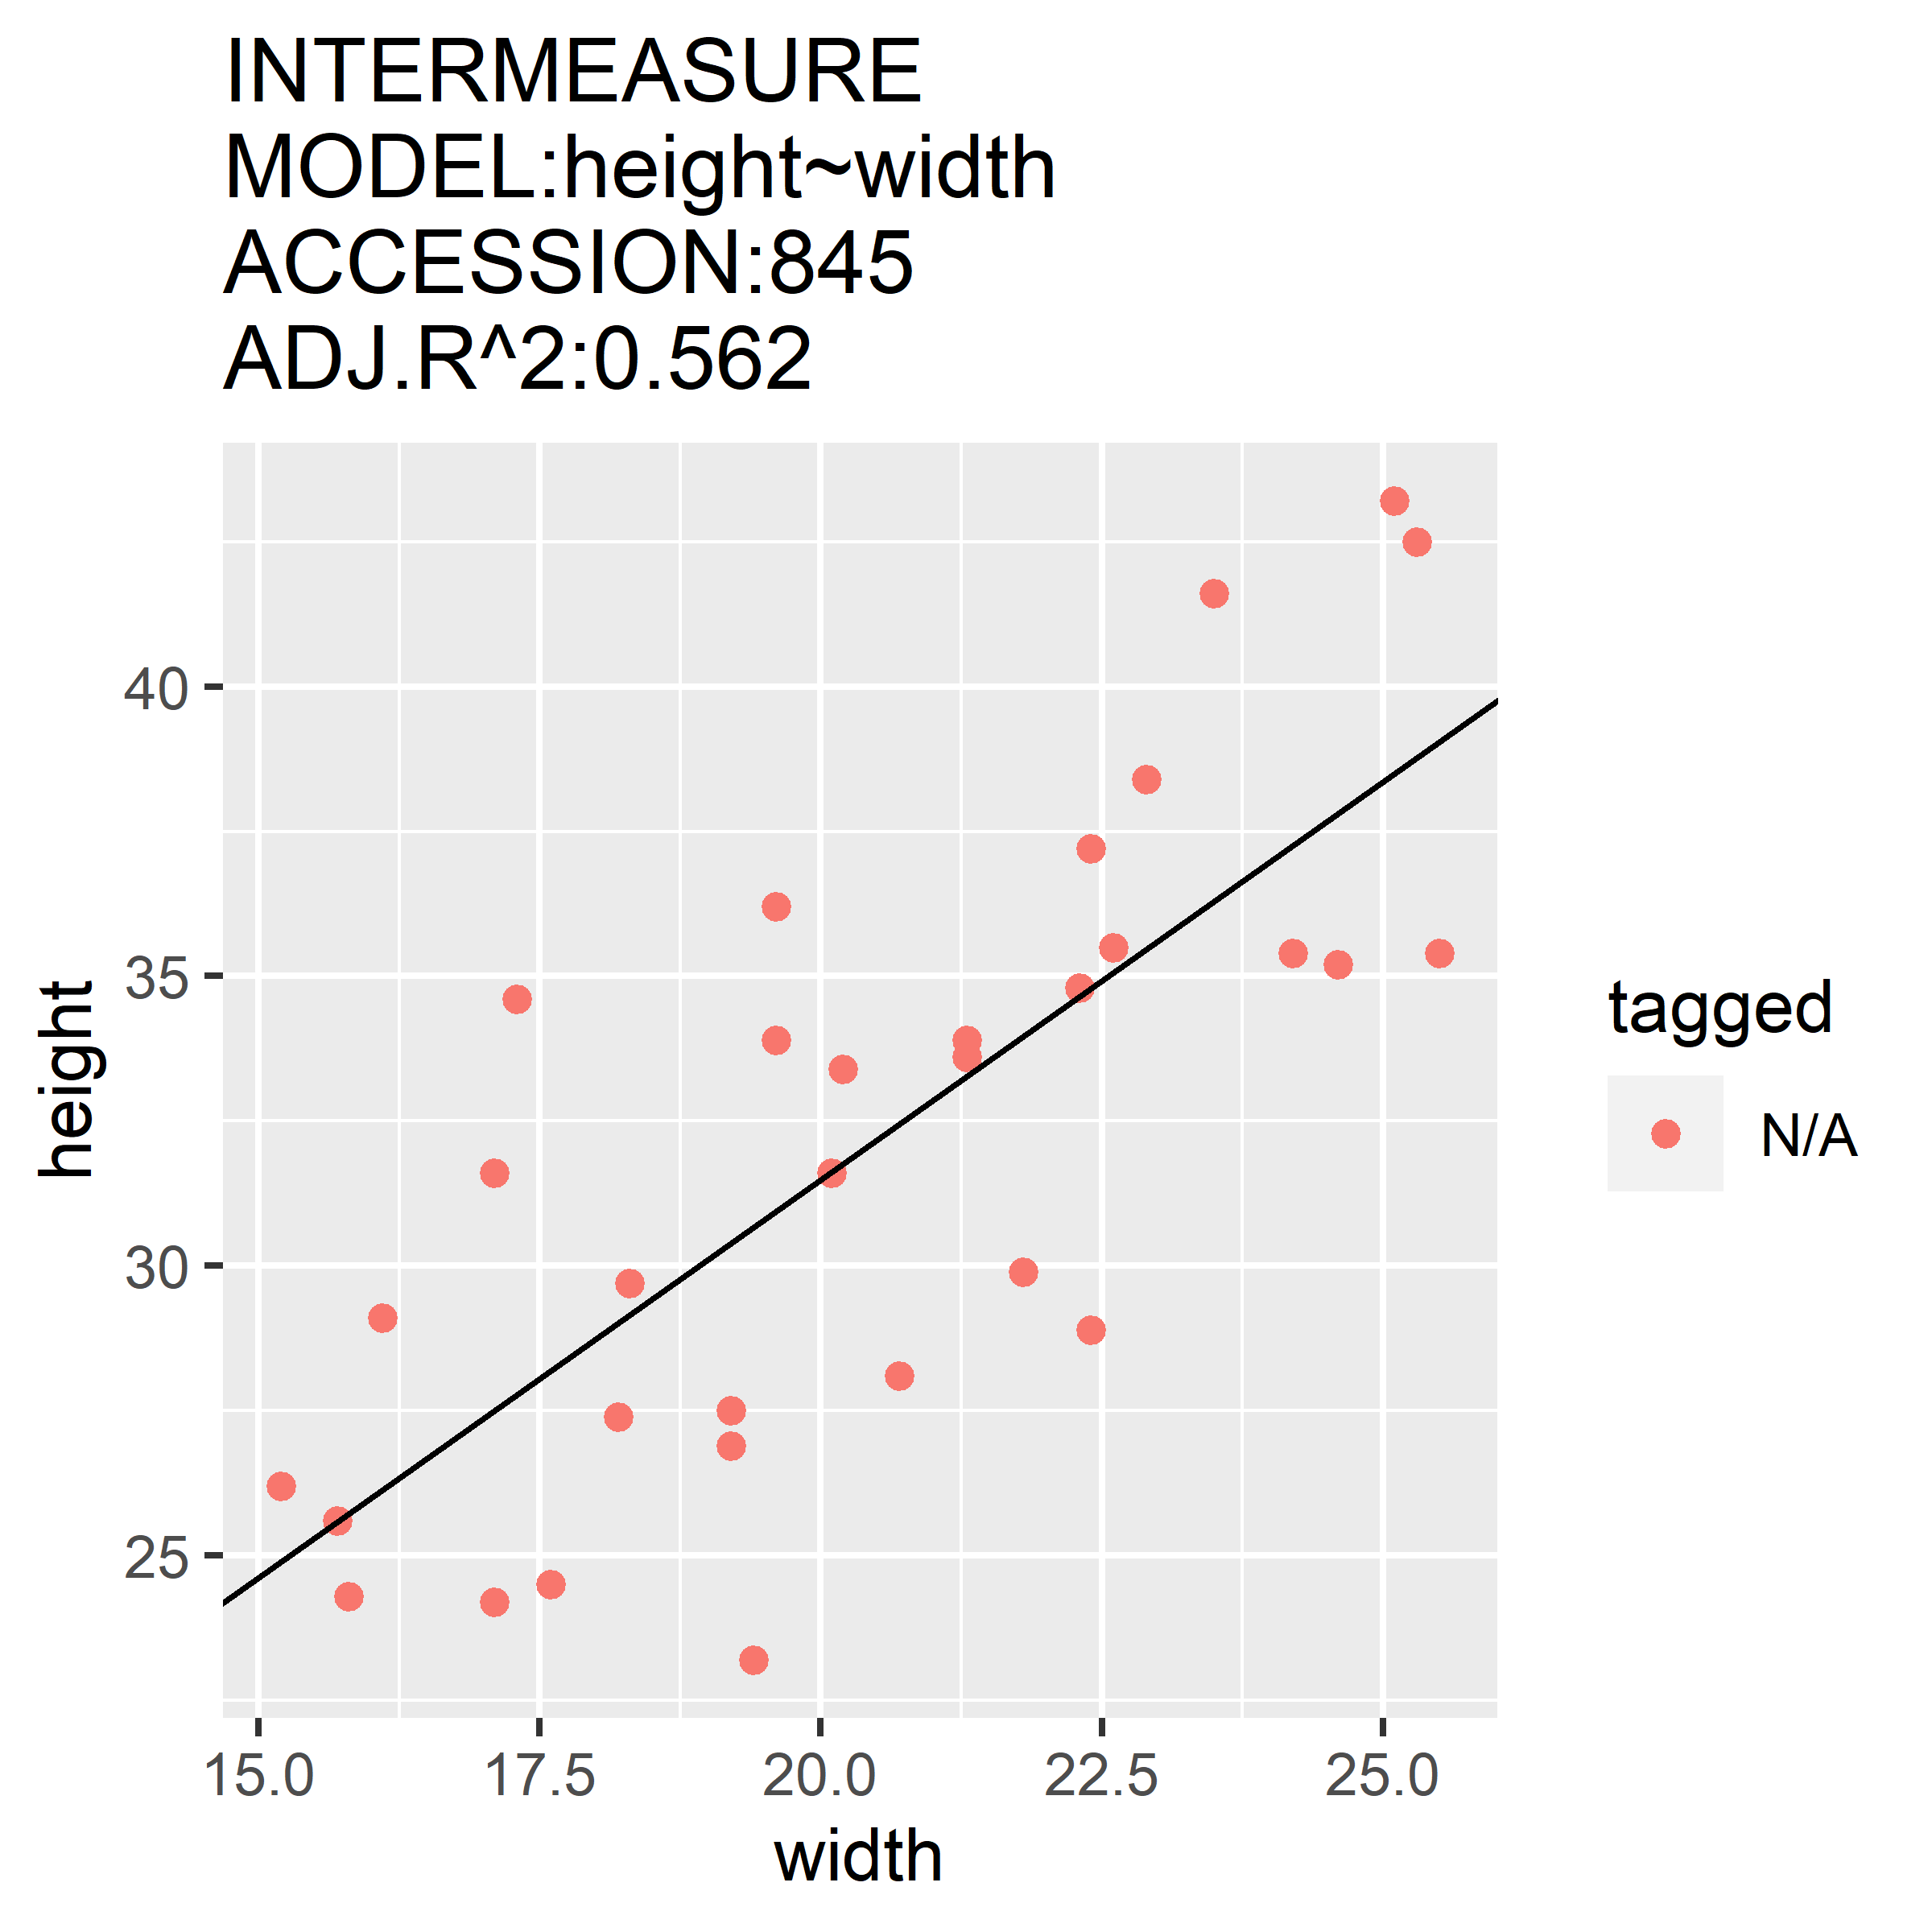 INTERMEASURE
MODEL:height~width
ACCESSION:845
ADJ.R^2:0.562
40
35
30
25
height
15.0 17.5 20.0 22.5 25.0
width
tagged
N/A